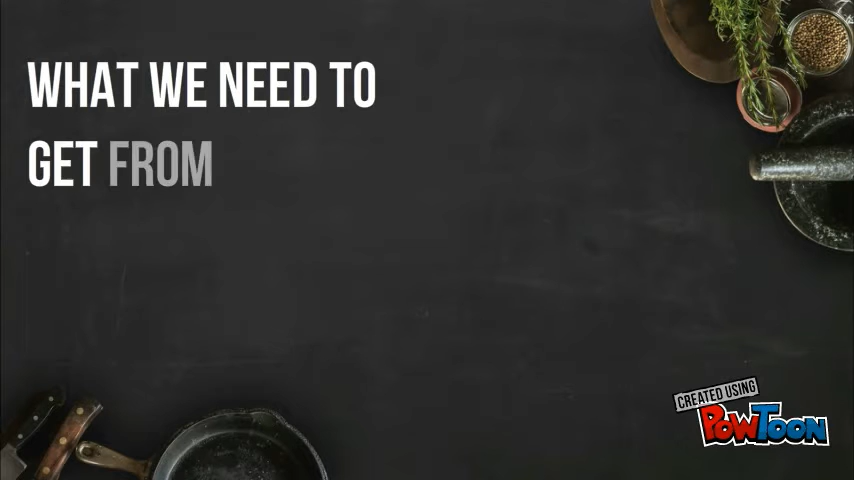 WHAT WE NEED TO
GET FROM
CREATED USING
POWTOON